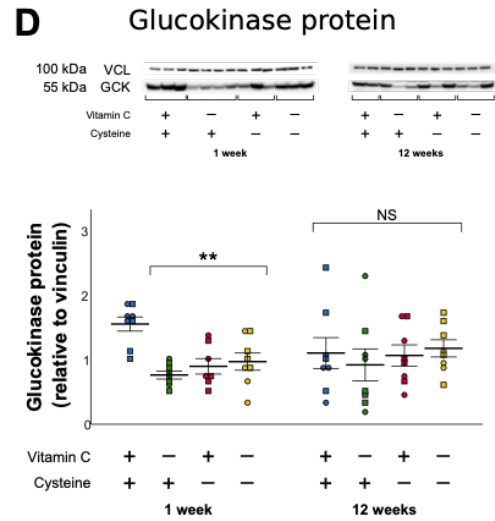 D Glucokinase protein
100 kDa VCL
55 kDa GCK
Vitamin C + − + − + − + −
Cysteine + + − − + + − −
1 week 12 weeks
Glucokinase protein
(relative to vinculin)
3
2
1
0
** NS
Vitamin C + − + − + − + −
Cysteine + + − − + + − −
1 week 12 weeks